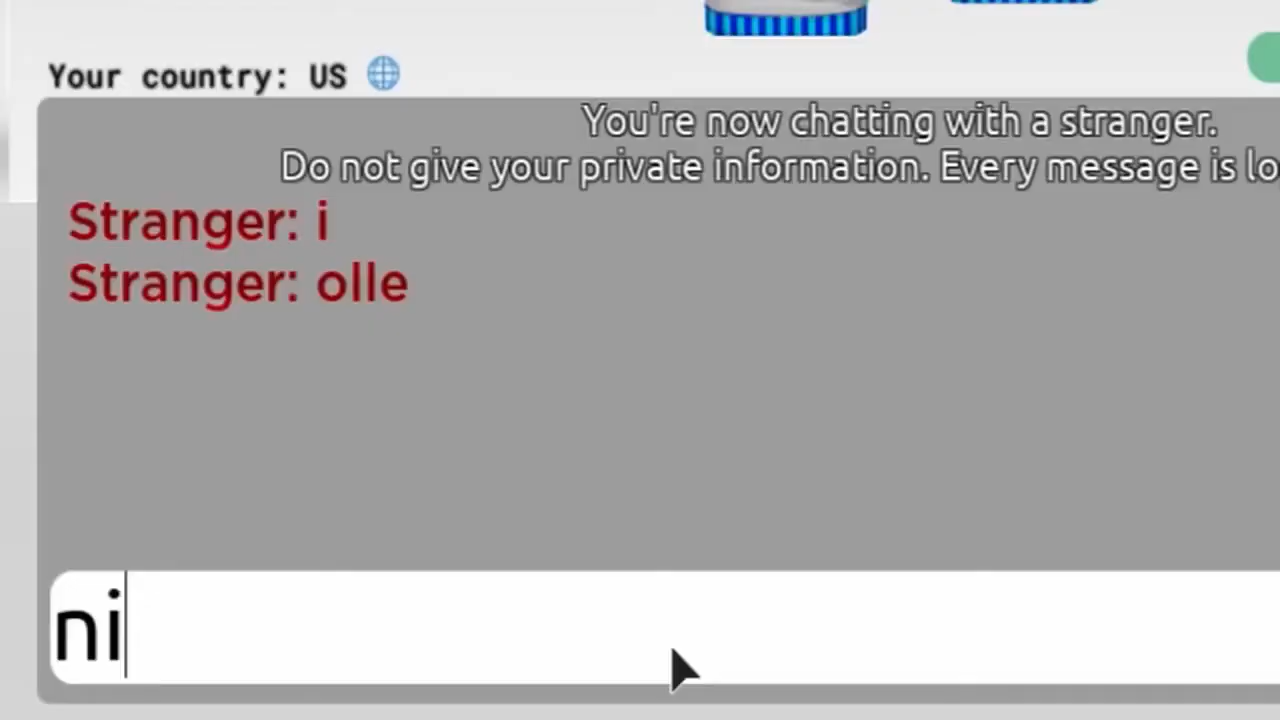 Your country: US
You're now chatting with a stranger.
Do not give your private information. Every message is lo
Stranger: i
Stranger: olle
ni